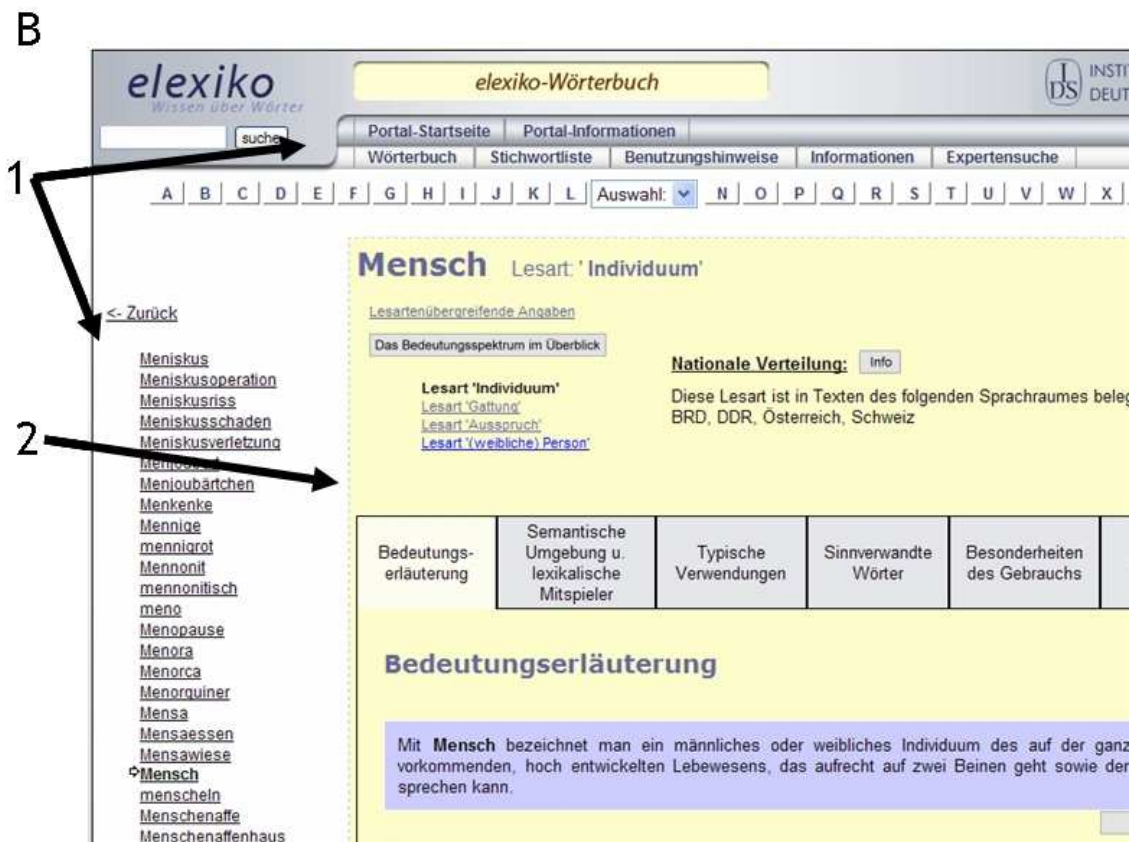 B
elexiko
Wissen über Wörter
elexiko-Wörterbuch
IDS
suche
Portal-Startseite Portal-Informationen
Wörterbuch Stichwortliste Benutzungshinweise Informationen Expertensuche
1
A B C D E F G H I J K L Auswahl: N O P Q R S T U V W X
Mensch Lesart: 'Individuum'
<- Zurück
Lesartenübergreifende Angaben
Das Bedeutungsspektrum im Überblick
Nationale Verteilung: Info
Lesart 'Individuum'
Lesart 'Gattung'
Lesart 'Ausspruch'
Lesart '(weibliche) Person'
Diese Lesart ist in Texten des folgenden Sprachraumes beleg
BRD, DDR, Österreich, Schweiz
Meniskus
Meniskusoperation
Meniskusriss
Meniskusschaden
Meniskusverletzung
2
Menjoubärtchen
Menkenke
Mennige
mennigrot
Mennonit
mennonitisch
meno
Menopause
Menora
Menorca
Menorquiner
Mensa
Mensaessen
Mensawiese
⇨Mensch
menscheln
Menschenaffe
Menschenaffenhaus
Bedeutungs-
erläuterung
Semantische
Umgebung u.
lexikalische
Mitspieler
Typische
Verwendungen
Sinnverwandte
Wörter
Besonderheiten
des Gebrauchs
Bedeutungserläuterung
Mit Mensch bezeichnet man ein männliches oder weibliches Individuum des auf der ganz
vorkommenden, hoch entwickelten Lebewesens, das aufrecht auf zwei Beinen geht sowie den
sprechen kann.